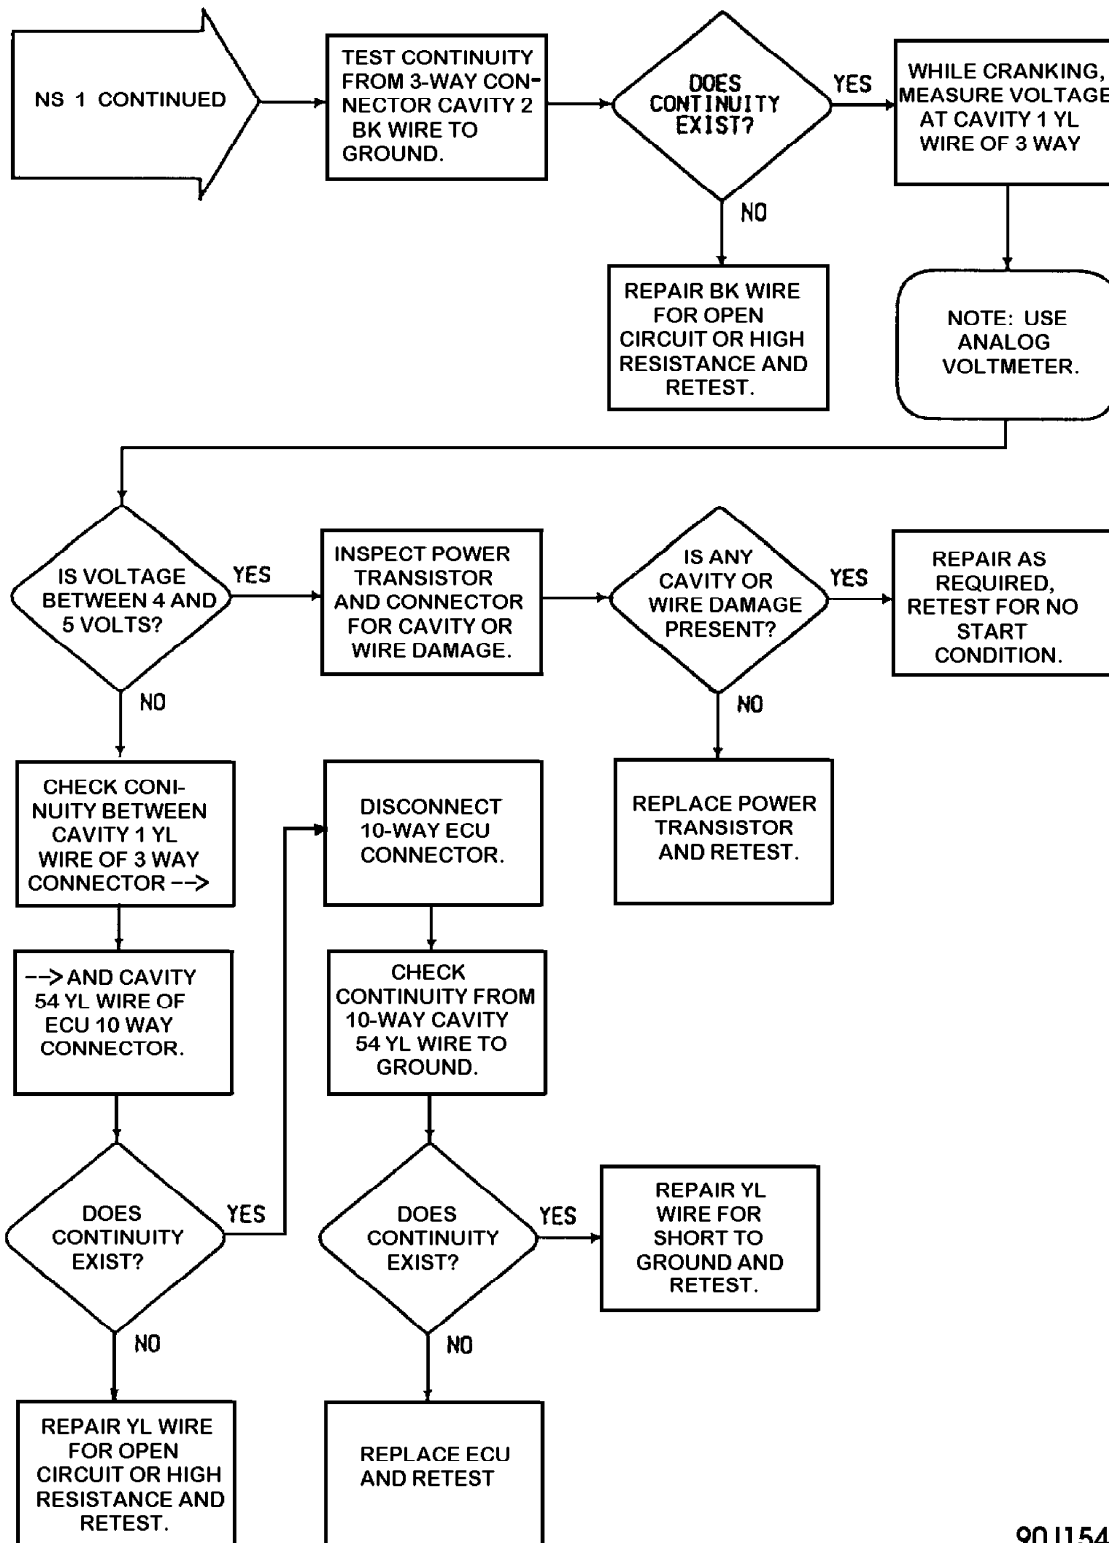 NS 1 CONTINUED
TEST CONTINUITY
FROM 3-WAY CON-
NECTOR CAVITY 2
BK WIRE TO
GROUND.
DOES
CONTINUITY
EXIST?
YES
WHILE CRANKING,
MEASURE VOLTAGE
AT CAVITY 1 YL
WIRE OF 3 WAY
NO
REPAIR BK WIRE
FOR OPEN
CIRCUIT OR HIGH
RESISTANCE AND
RETEST.
NOTE: USE
ANALOG
VOLTMETER.
IS VOLTAGE
BETWEEN 4 AND
5 VOLTS?
YES
INSPECT POWER
TRANSISTOR
AND CONNECTOR
FOR CAVITY OR
WIRE DAMAGE.
IS ANY
CAVITY OR
WIRE DAMAGE
PRESENT?
YES
REPAIR AS
REQUIRED,
RETEST FOR NO
START
CONDITION.
NO
NO
CHECK CONI-
NUITY BETWEEN
CAVITY 1 YL
WIRE OF 3 WAY
CONNECTOR -->
DISCONNECT
10-WAY ECU
CONNECTOR.
REPLACE POWER
TRANSISTOR
AND RETEST.
--> AND CAVITY
54 YL WIRE OF
ECU 10 WAY
CONNECTOR.
CHECK
CONTINUITY FROM
10-WAY CAVITY
54 YL WIRE TO
GROUND.
DOES
CONTINUITY
EXIST?
YES
DOES
CONTINUITY
EXIST?
YES
REPAIR YL
WIRE FOR
SHORT TO
GROUND AND
RETEST.
NO
NO
REPAIR YL WIRE
FOR OPEN
CIRCUIT OR HIGH
RESISTANCE AND
RETEST.
REPLACE ECU
AND RETEST
90J154